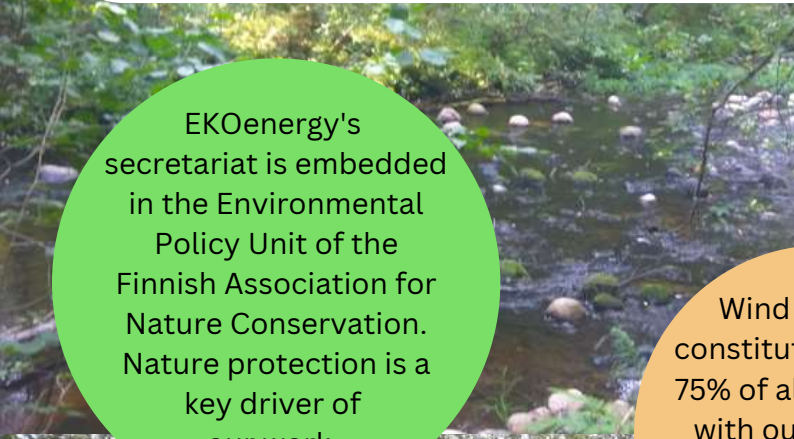 EKOenergy's
secretariat is embedded
in the Environmental
Policy Unit of the
Finnish Association for
Nature Conservation.
Nature protection is a
key driver of
Wind
75% of
with